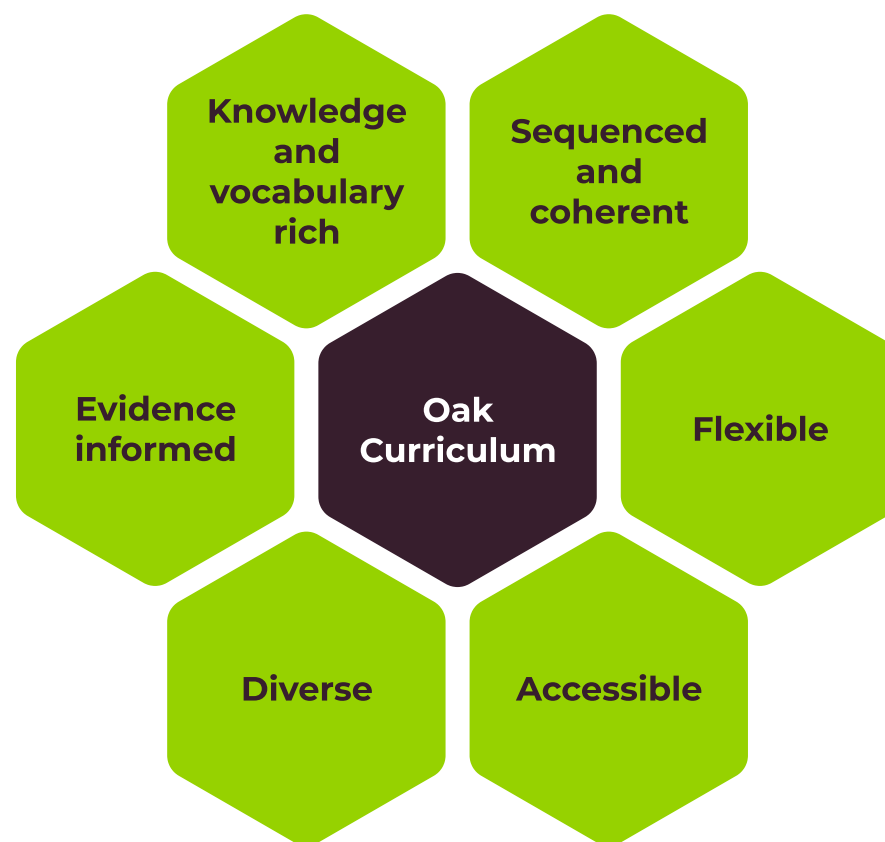 Knowledge
and
vocabulary
rich
Sequenced
and
coherent
Evidence
informed
Oak
Curriculum
Flexible
Diverse
Accessible